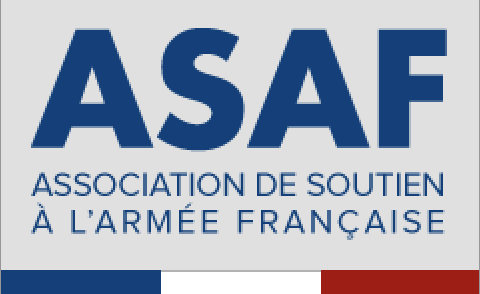 ASAF
ASSOCIATION DE SOUTIEN
À L'ARMÉE FRANÇAISE